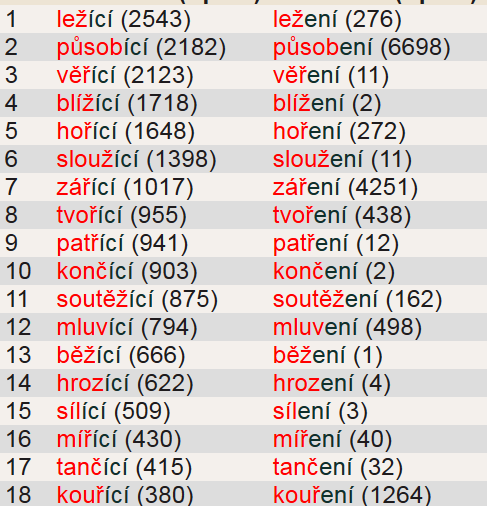 1 ležící (2543) ležení (276)
2 působící (2182) působení (6698)
3 věřící (2123) věření (11)
4 blížící (1718) blížení (2)
5 hořící (1648) hoření (272)
6 sloužící (1398) sloužení (11)
7 zářící (1017) záření (4251)
8 tvořící (955) tvoření (438)
9 patřící (941) patření (12)
10 končící (903) končení (2)
11 soutěžící (875) soutěžení (162)
12 mluvící (794) mluvení (498)
13 běžící (666) běžení (1)
14 hrozící (622) hrození (4)
15 sílící (509) sílení (3)
16 mířící (430) míření (40)
17 tančící (415) tančení (32)
18 kouřící (380) kouření (1264)